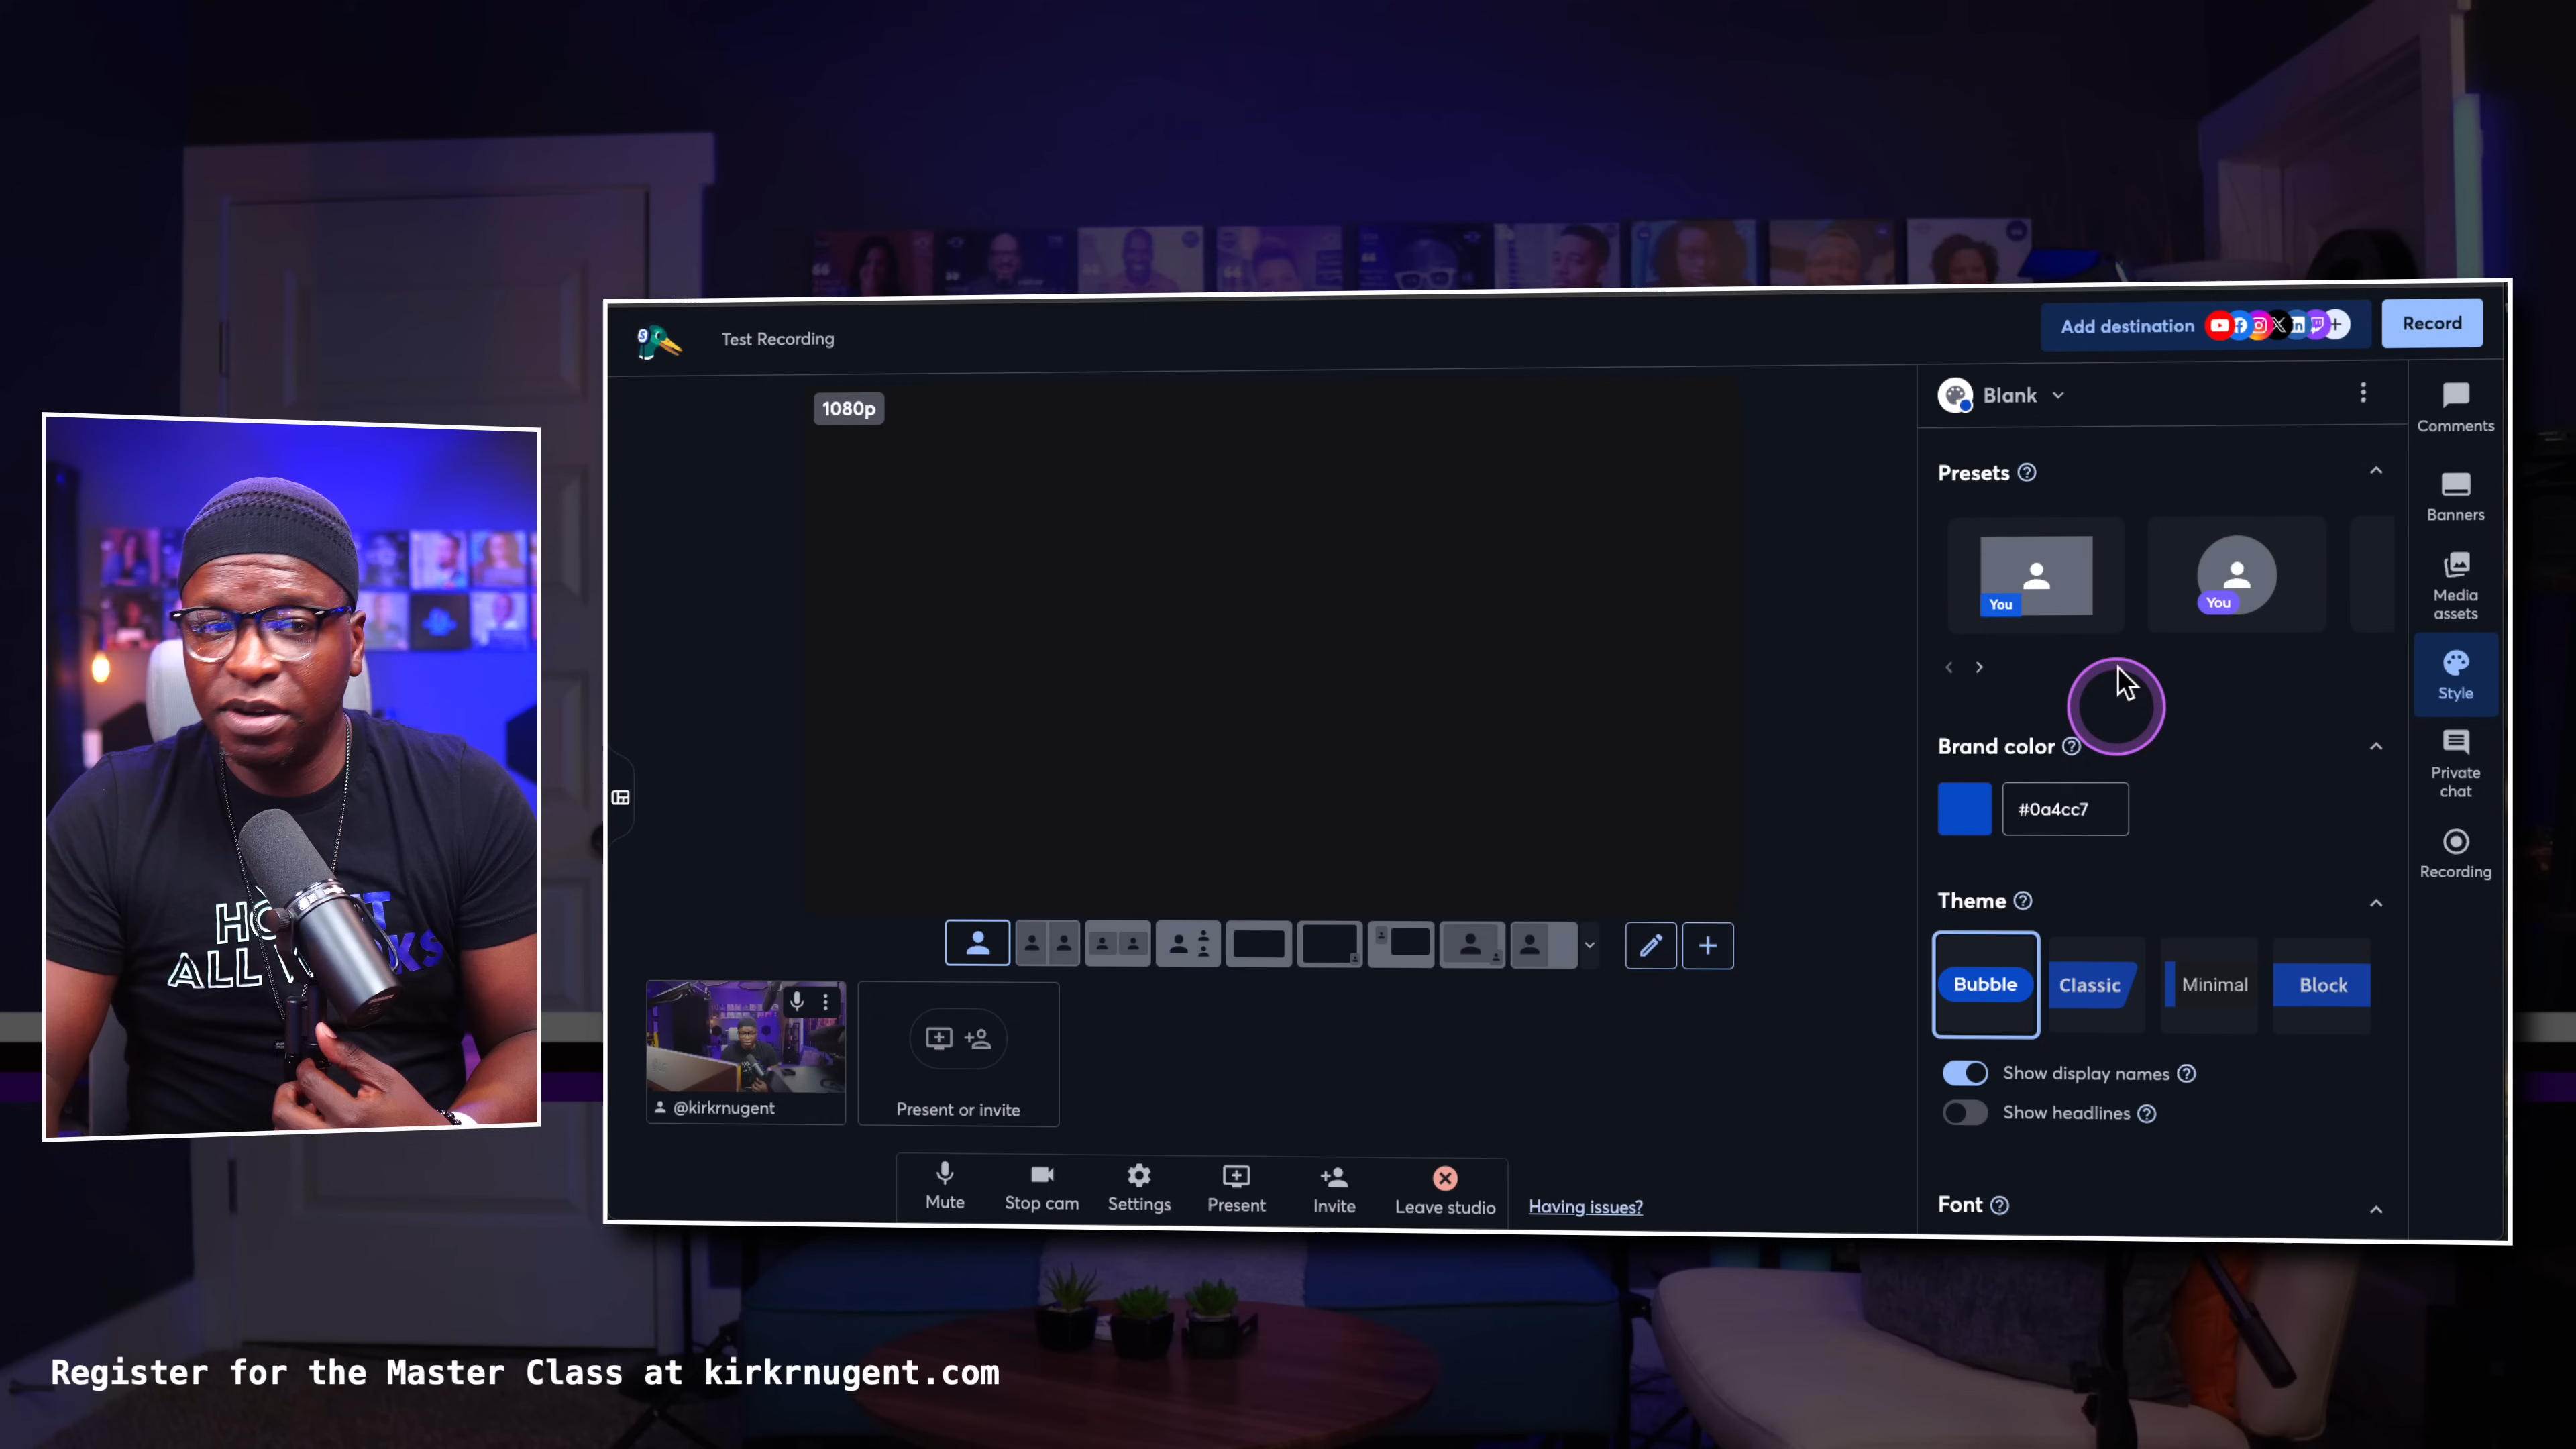 Test Recording
Add destination
Record
1080p
Blank
Presets
You
You
Brand color
#0a4cc7
Theme
Bubble
Classic
Minimal
Block
Show display names
Show headlines
Font
Comments
Banners
Media
assets
Style
Private
chat
Recording
@kirkrnugent
Present or invite
Mute
Stop cam
Settings
Present
Invite
Leave studio
Having issues?
ALL
Register for the Master Class at kirkrnugent.com